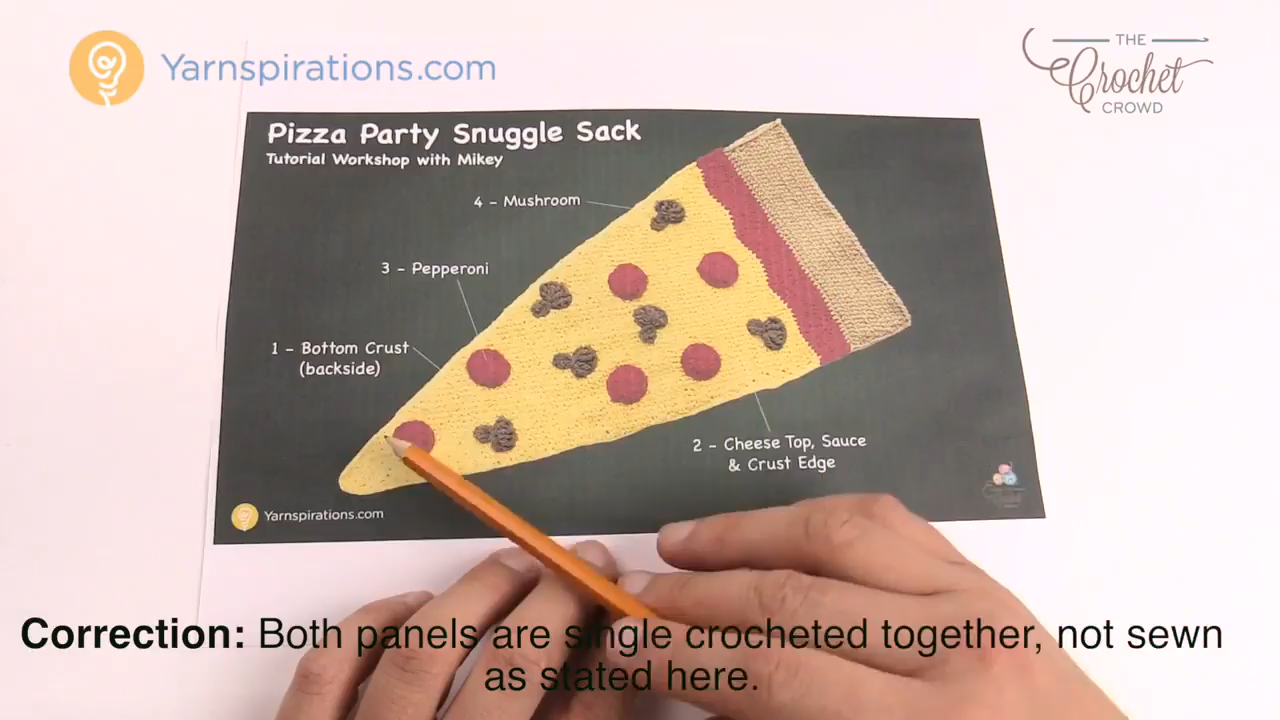 Yarnspirations.com
THE
Crochet
CROWD
Pizza Party Snuggle Sack
Tutorial Workshop with Mikey
4 - Mushroom
3 - Pepperoni
1 - Bottom Crust
(backside)
2 - Cheese Top, Sauce
& Crust Edge
Yarnspirations.com
Correction: Both panels are single crocheted together, not sewn
as stated here.